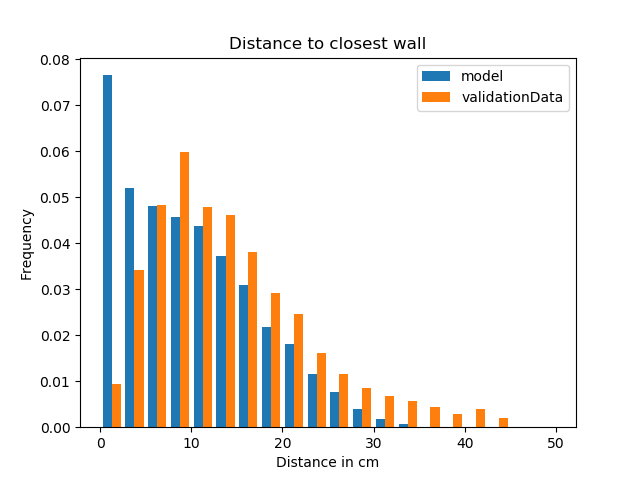 Distance to closest wall
model
validationData
0.08
0.07
0.06
0.05
0.04
0.03
0.02
0.01
0.00
Frequency
0 10 20 30 40 50
Distance in cm